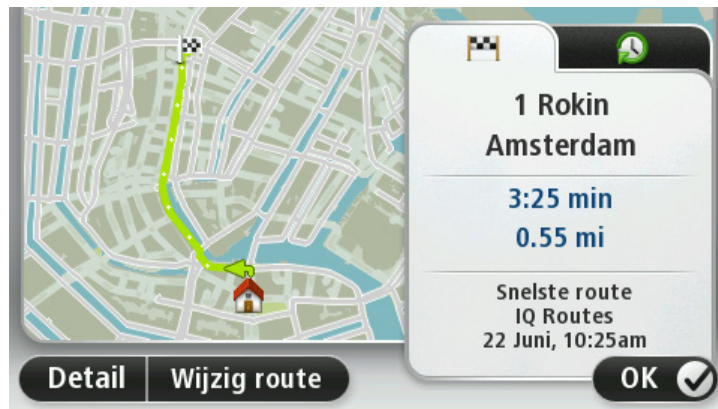 1 Rokin
Amsterdam
3:25 min
0.55 mi
Snelste route
IQ Routes
22 Juni, 10:25am
Detail
Wijzig route
OK